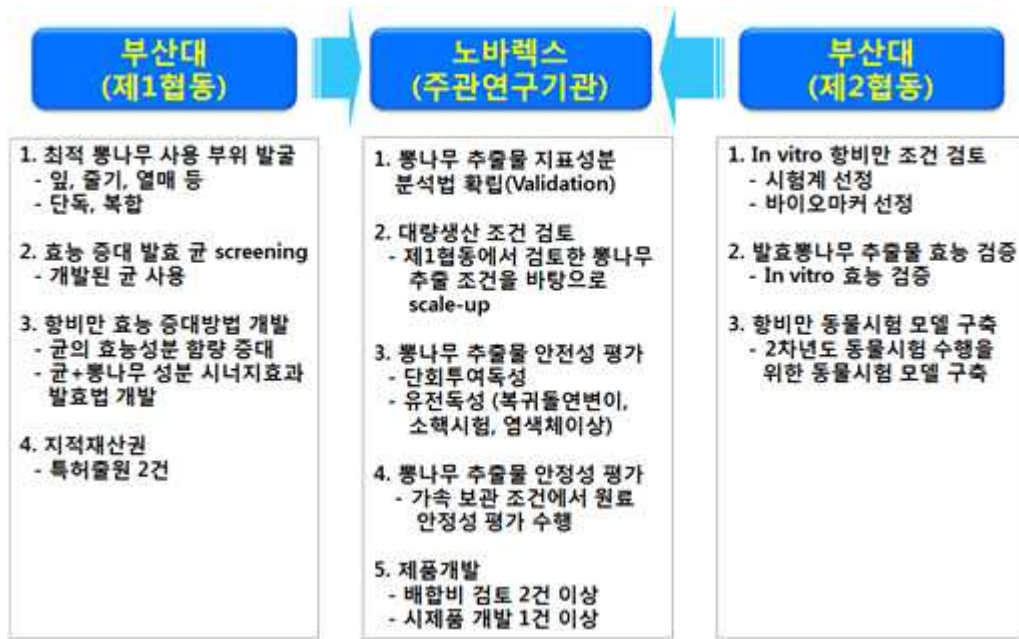 부산대
(제1협동)
1. 최적 뽕나무 사용 부위 발굴
- 잎, 줄기, 열매 등
- 단독, 복합
2. 효능 증대 발효 균 screening
- 개발된 균 사용
3. 항비만 효능 증대방법 개발
- 균의 효능성분 함량 증대
- 균+뽕나무 성분 시너지효과
발효법 개발
4. 지적재산권
- 특허출원 2건
노바렉스
(주관연구기관)
1. 뽕나무 추출물 지표성분
분석법 확립(Validation)
2. 대량생산 조건 검토
- 제1협동에서 검토한 뽕나무
추출 조건을 바탕으로
scale-up
3. 뽕나무 추출물 안전성 평가
- 단회투여독성
- 유전독성 (복귀돌연변이,
소핵시험, 염색체이상)
4. 뽕나무 추출물 안정성 평가
- 가속 보관 조건에서 원료
안정성 평가 수행
5. 제품개발
- 배합비 검토 2건 이상
- 시제품 개발 1건 이상
부산대
(제2협동)
1. In vitro 항비만 조건 검토
- 시험계 선정
- 바이오마커 선정
2. 발효뽕나무 추출물 효능 검증
- In vitro 효능 검증
3. 항비만 동물시험 모델 구축
- 2차년도 동물시험 수행을
위한 동물시험 모델 구축